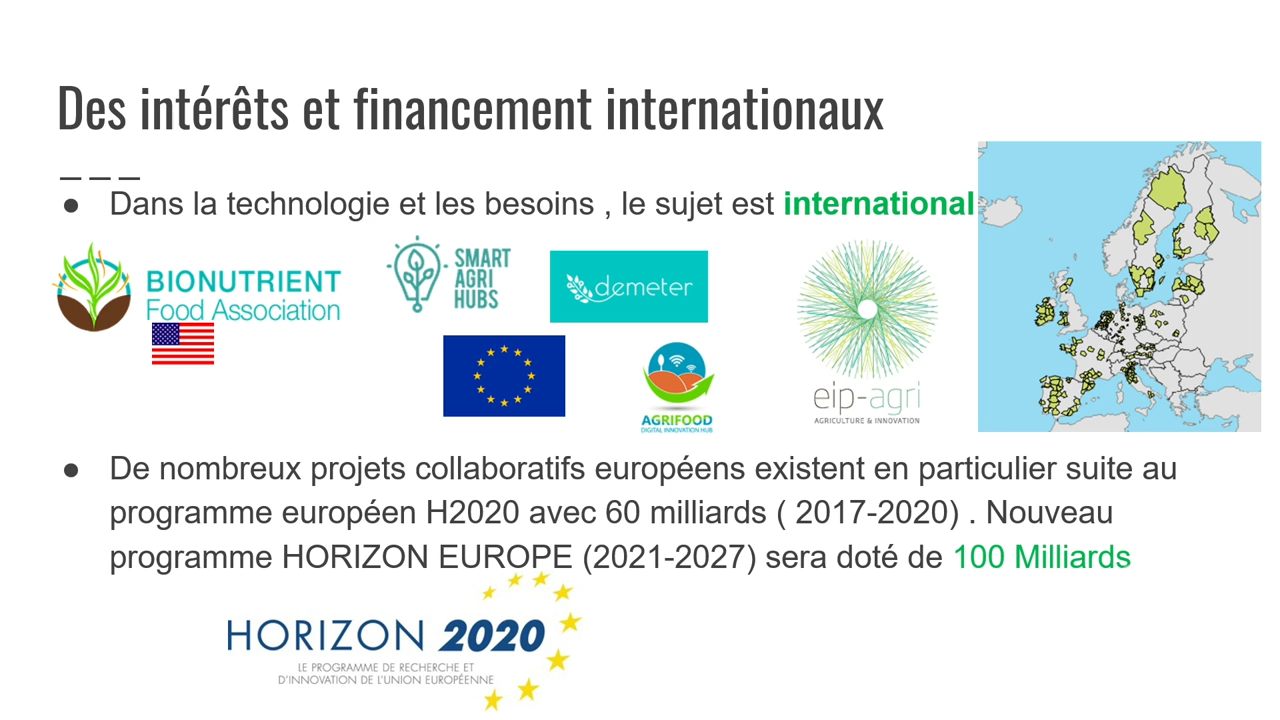 Des intérêts et financement internationaux
● Dans la technologie et les besoins , le sujet est international
BIONUTRIENT
Food Association
SMART
AGRI
HUBS
demeter
AGRIFOOD
DIGITAL INNOVATION HUB
eip-agri
AGRICULTURE & INNOVATION
● De nombreux projets collaboratifs européens existent en particulier suite au
programme européen H2020 avec 60 milliards ( 2017-2020) . Nouveau
programme HORIZON EUROPE (2021-2027) sera doté de 100 Milliards
HORIZON 2020
LE PROGRAMME DE RECHERCHE ET
D'INNOVATION DE L'UNION EUROPÉENNE